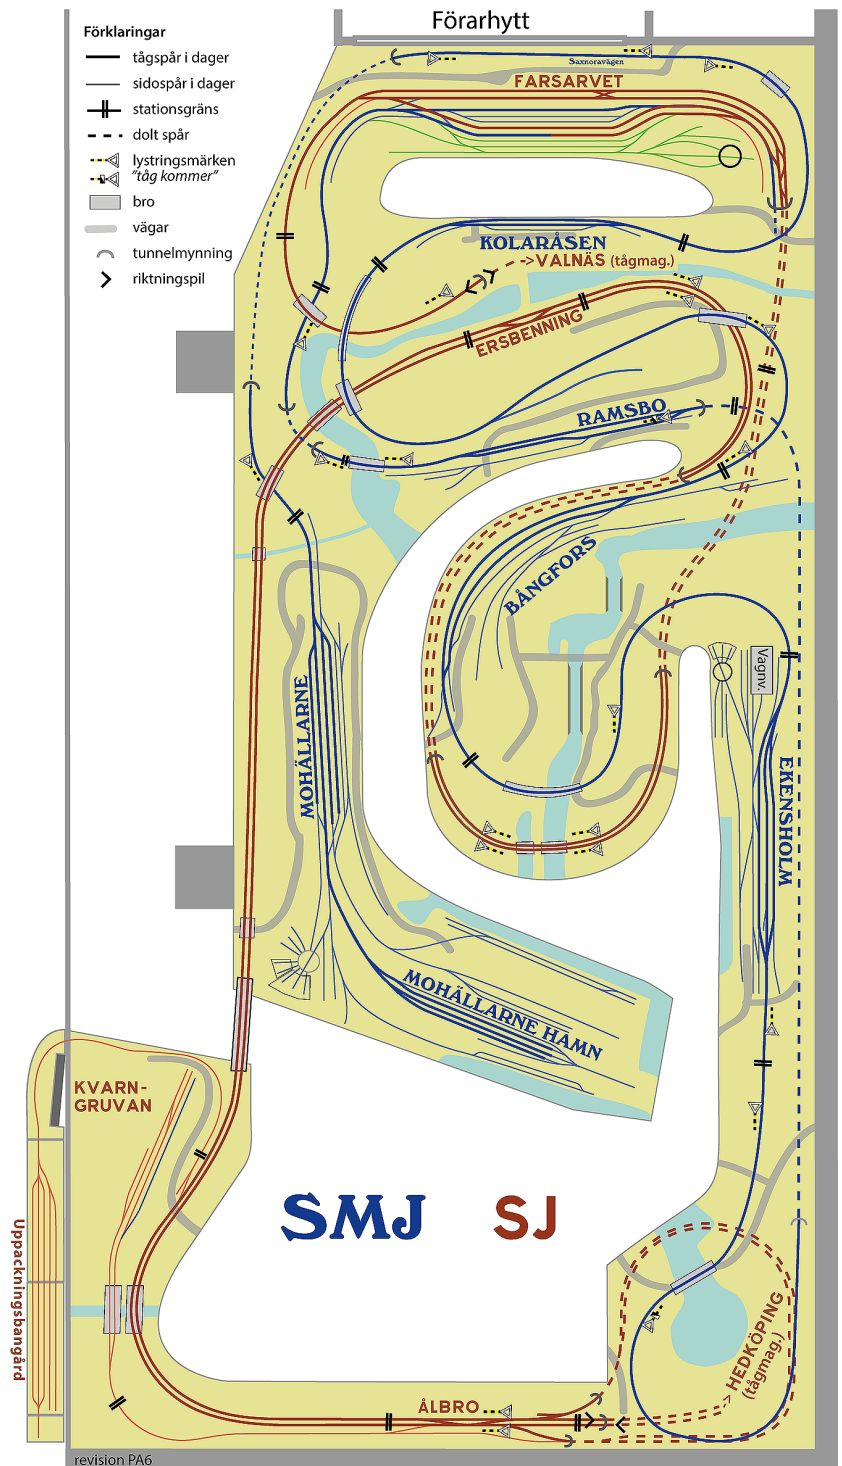 Förarhytt
Förklaringar
tågspår i dager
sidospår i dager
stationsgräns
dolt spår
lystringsmärken
"tåg kommer"
bro
vägar
tunnelmynning
riktningspil
Saxnoravägen
FARSARVET
KOLARÅSEN
->VALNÄS (tågmag.)
ERSBENNING
RAMSBO
BÅNGFORS
Vagnv.
MOHÄLLARNE
EKENSHOLM
MOHÄLLARNE HAMN
KVARN-
GRUVAN
SMJ
SJ
Uppackningsbangård
->HEDKÖPING
(tågmag.)
ÅLBRO
revision PA6